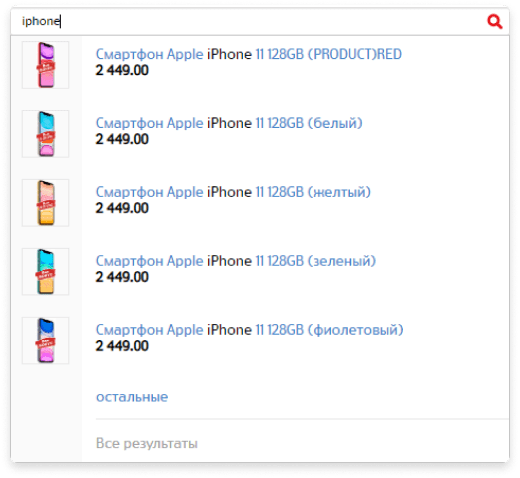 iphone
Смартфон Apple iPhone 11 128GB (PRODUCT)RED
2 449.00
Смартфон Apple iPhone 11 128GB (белый)
2 449.00
Смартфон Apple iPhone 11 128GB (желтый)
2 449.00
Смартфон Apple iPhone 11 128GB (зеленый)
2 449.00
Смартфон Apple iPhone 11 128GB (фиолетовый)
2 449.00
остальные
Все результаты